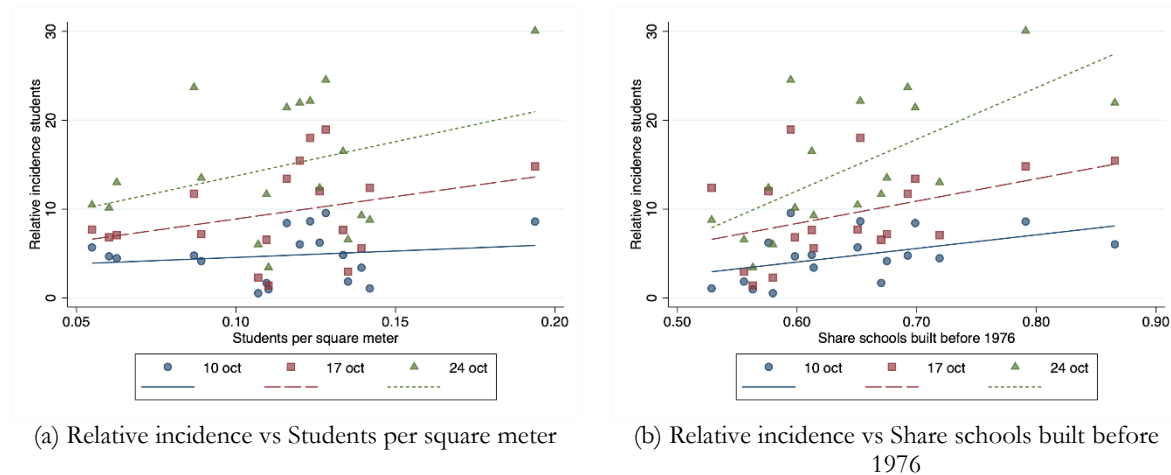 Relative incidence students
30
20
10
0
0.05 0.10 0.15 0.20
Students per square meter
10 oct 17 oct 24 oct
(a) Relative incidence vs Students per square meter
Relative incidence students
30
20
10
0
0.50 0.60 0.70 0.80 0.90
Share schools built before 1976
10 oct 17 oct 24 oct
(b) Relative incidence vs Share schools built before
1976